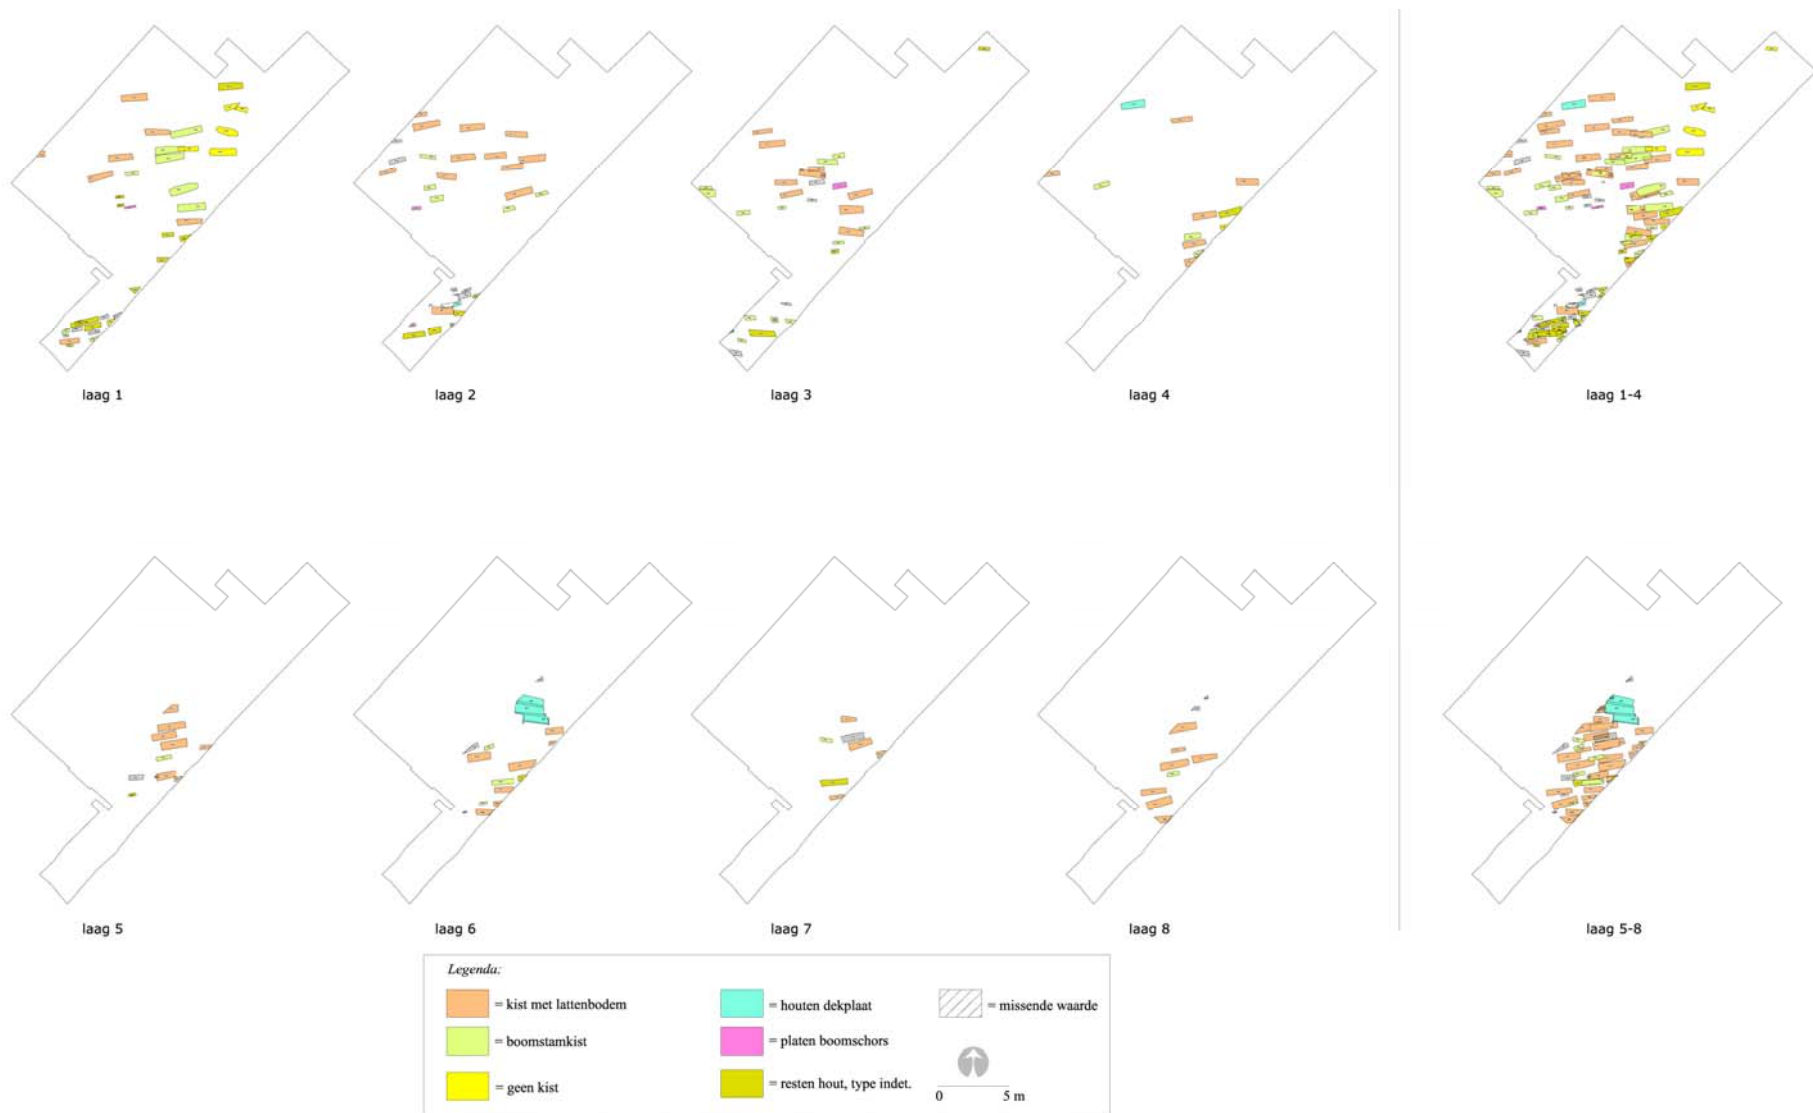 laag 1
laag 2
laag 3
laag 4
laag 1-4
laag 5
laag 6
laag 7
laag 8
laag 5-8
Legenda:
= kist met lattenbodem
= houten dekplaat
= missende waarde
= boomstamkist
= platen boomschors
= geen kist
= resten hout, type indet.
0 5 m